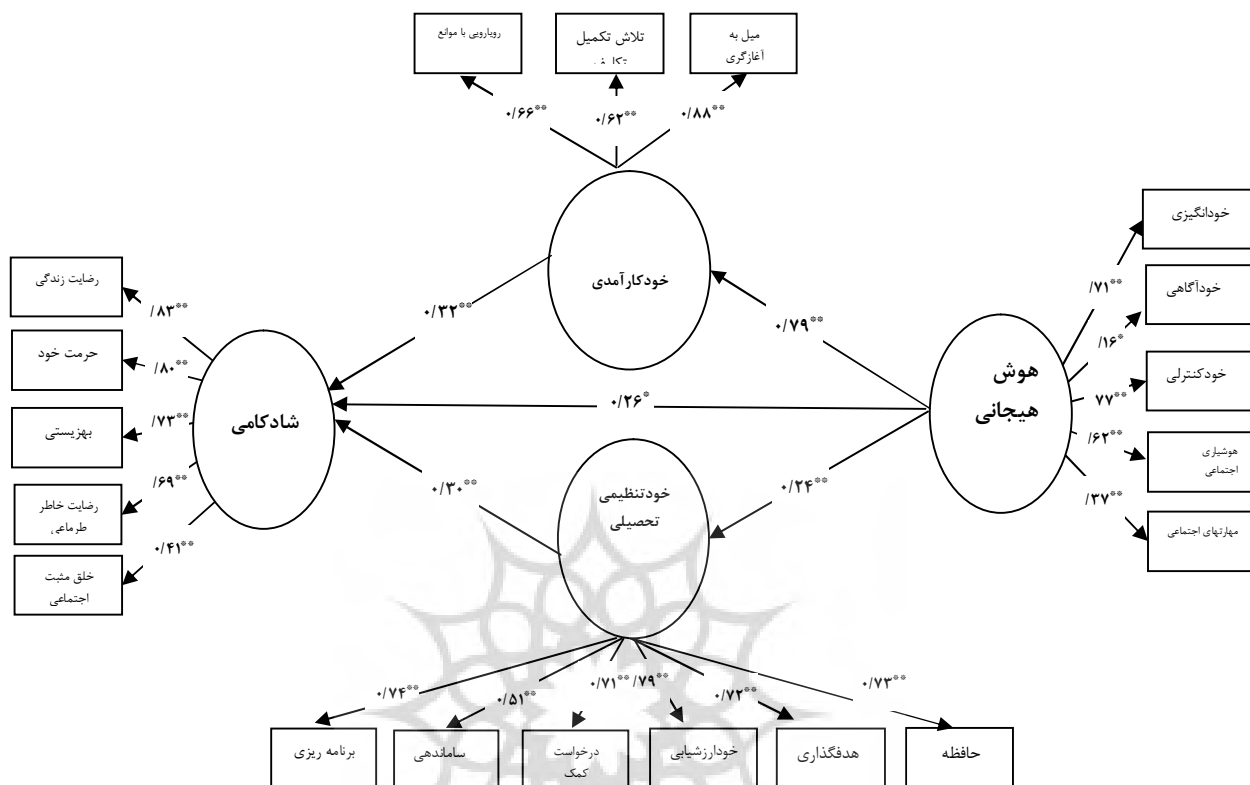 میل به
آغازگری
تلاش تکمیل
رویارویی با موانع
۰/۸۸**
۰/۶۲**
۰/۶۶**
خودانگیزی
خودآگاهی
خودکنترلی
هوشیاری
اجتماعی
مهارتهای اجتماعی
/۷۱**
/۱۶*
۷۷**
/۶۲**
/۳۷**
هوش
هیجانی
خودکارآمدی
۰/۷۹**
۰/۳۲**
۰/۲۶*
۰/۲۴**
۰/۳۰**
خودتنظیمی
تحصیلی
شادکامی
/۸۳**
/۸۰**
/۷۳**
/۶۹**
۰/۴۱**
رضایت زندگی
حرمت خود
بهزیستی
رضایت خاطر
خلق مثبت
اجتماعی
۰/۷۳**
۰/۷۲**
/۷۹**
۰/۷۱**
۰/۵۱**
۰/۷۴**
حافظه
هدفگذاری
خودارزشیابی
درخواست
کمک
ساماندهی
برنامه ریزی